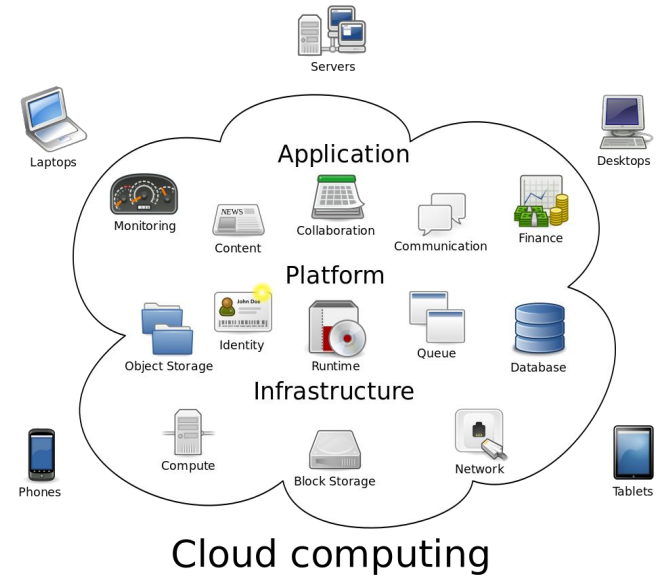 Servers
Laptops
Desktops
Application
Monitoring
NEWS
Content
Collaboration
Communication
Finance
Platform
John Doe
Object Storage
Identity
Runtime
Queue
Database
Infrastructure
Compute
Block Storage
Network
Phones
Tablets
Cloud computing